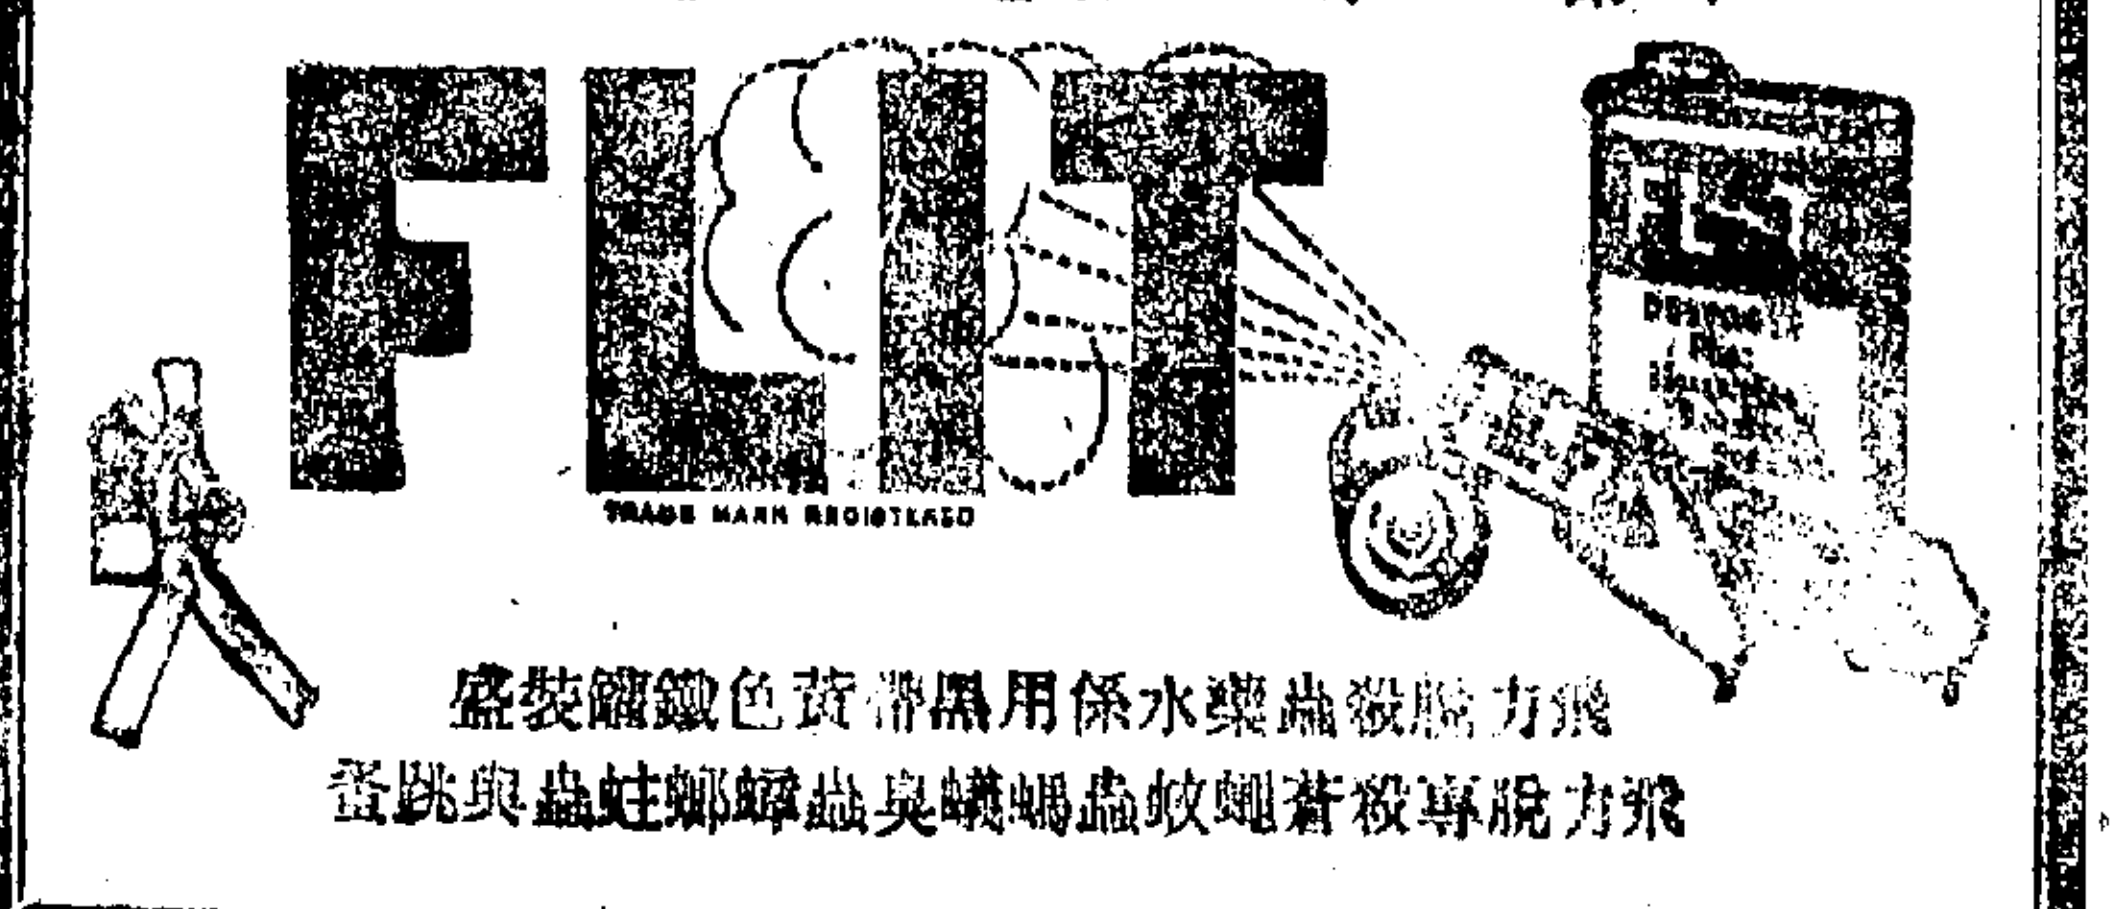 FLIT
TRADE MARK REGISTERED
FLIT
飛力脫殺蟲藥水係用黑帶黃色鐵罐裝盛
飛力脫專殺蒼蠅蚊蟲螞蟻臭蟲蟑螂蛀蟲與跳蚤